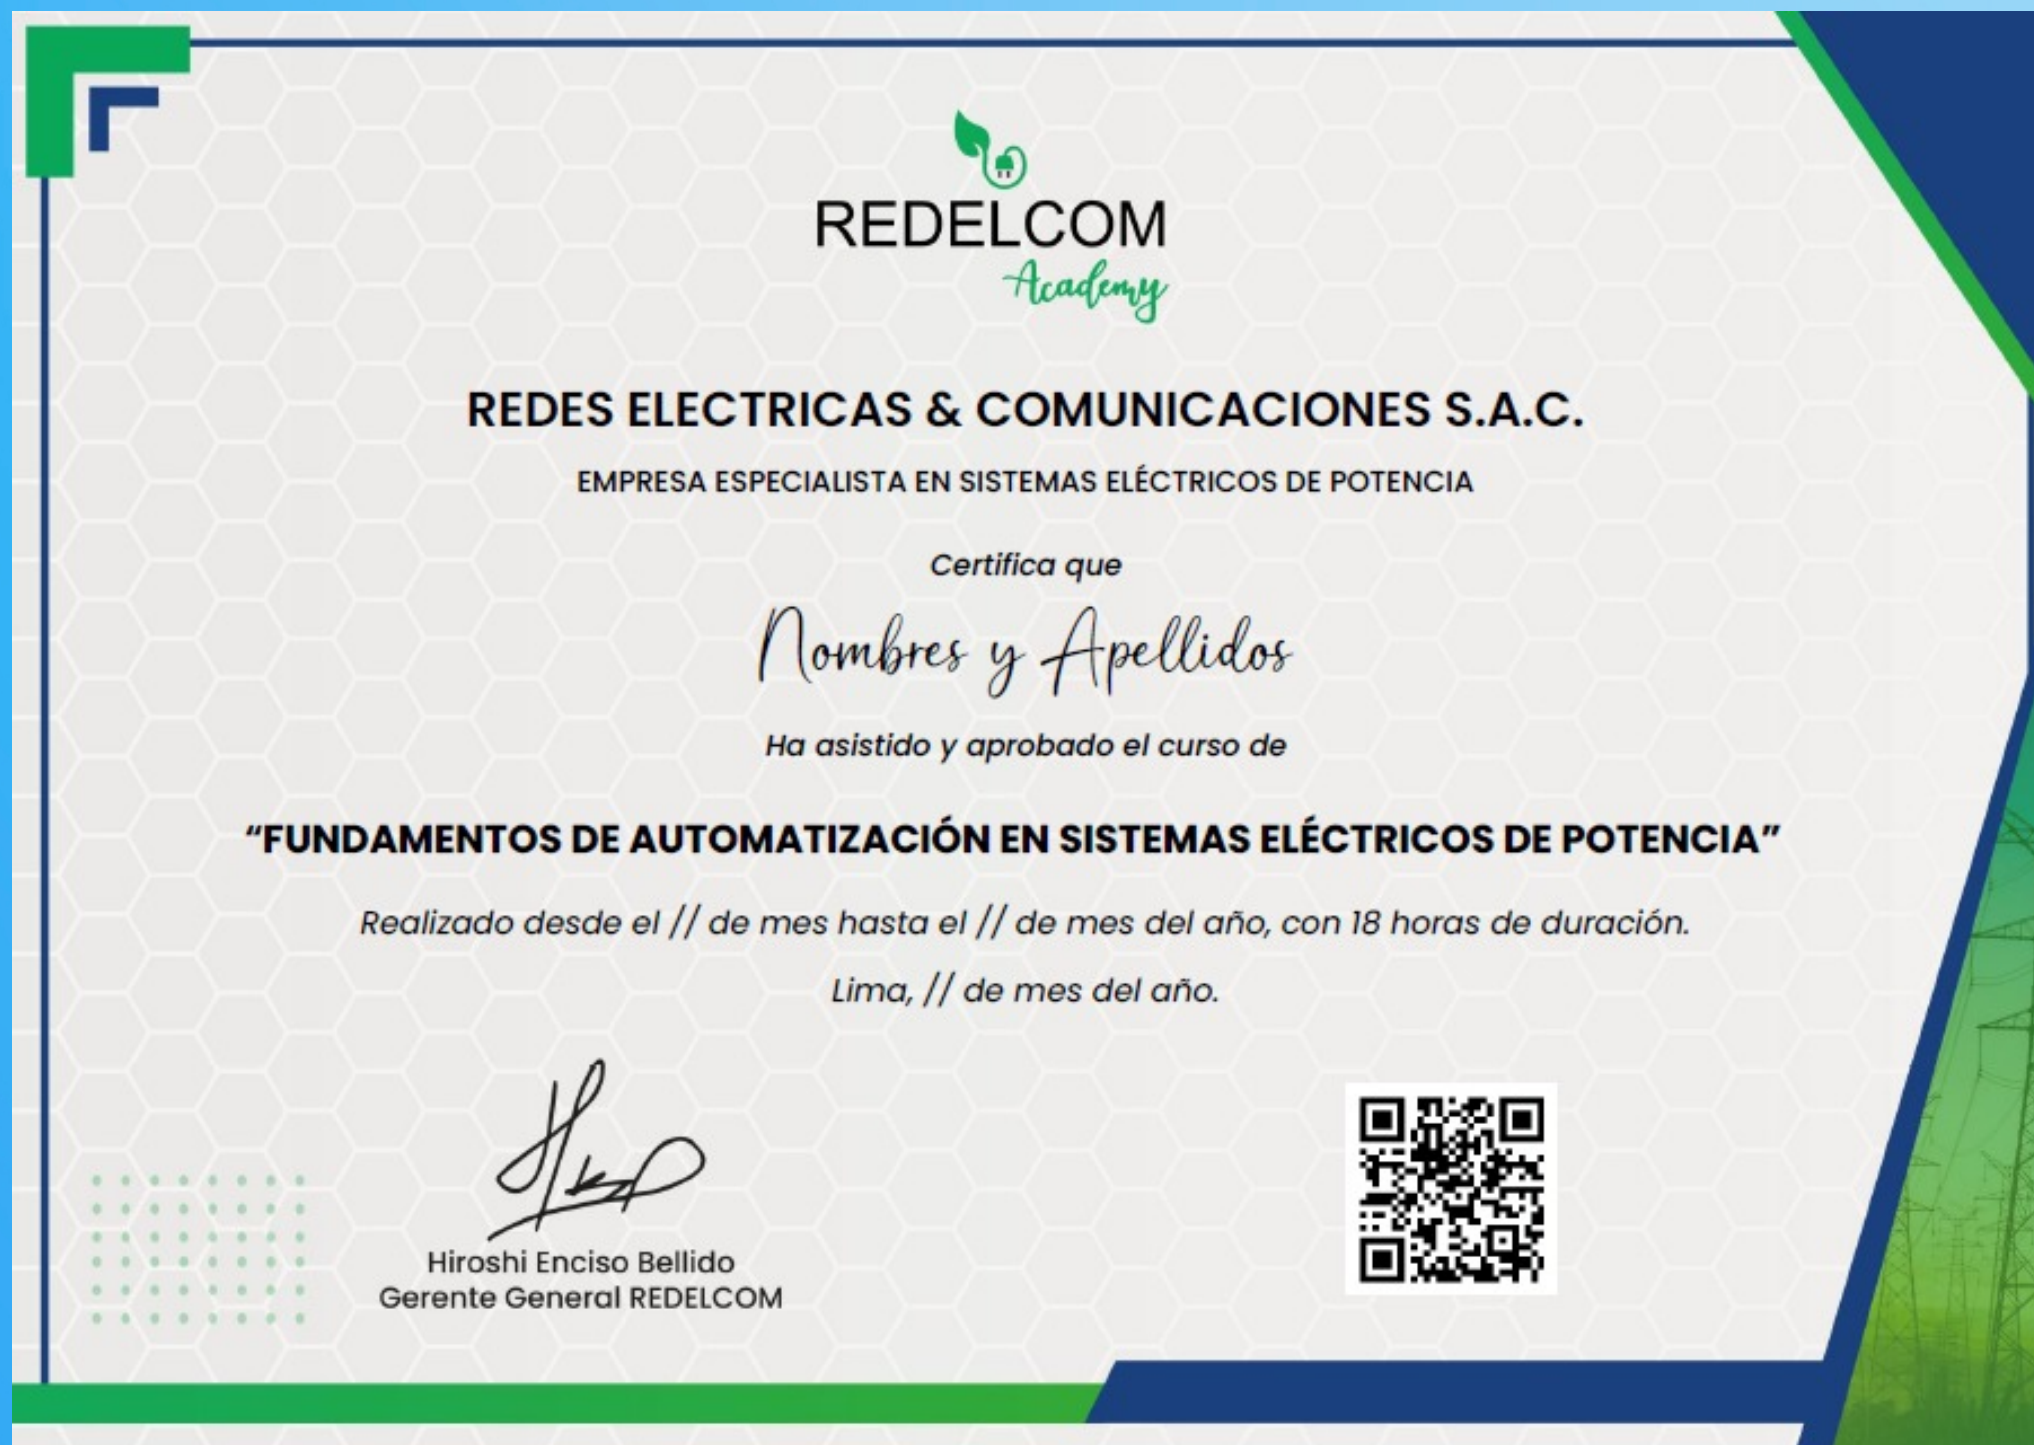 REDELCOM
Academy
REDES ELECTRICAS & COMUNICACIONES S.A.C.
EMPRESA ESPECIALISTA EN SISTEMAS ELÉCTRICOS DE POTENCIA
Certifica que
Nombres y Apellidos
Ha asistido y aprobado el curso de
“FUNDAMENTOS DE AUTOMATIZACIÓN EN SISTEMAS ELÉCTRICOS DE POTENCIA”
Realizado desde el // de mes hasta el // de mes del año, con 18 horas de duración.
Lima, // de mes del año.
Hiroshi Enciso Bellido
Gerente General REDELCOM